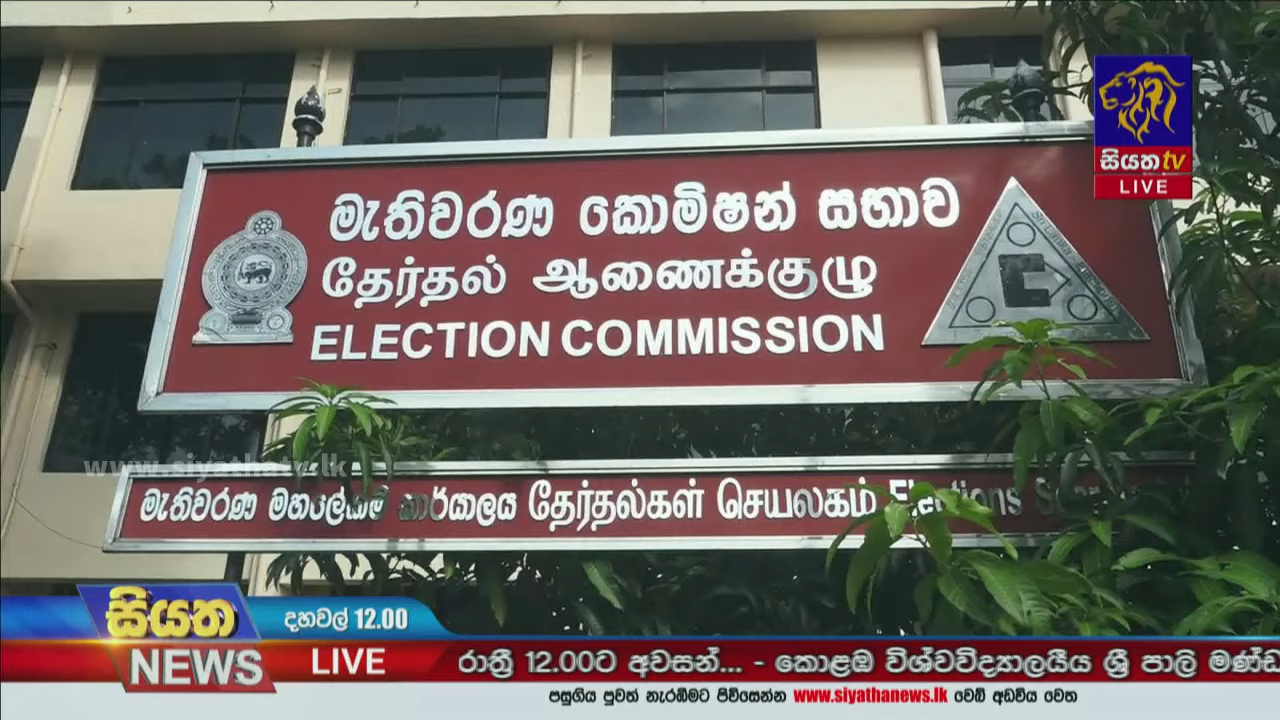 සියත tv
LIVE
මැතිවරණ කොමිෂන් සභාව
தேர்தல் ஆணைக்குழு
ELECTION COMMISSION
www.siyathatv.lk
මැතිවරණ මහලේකම් කාර්යාලය தேர்தல்கள் செயலகம் Elections
සියත
NEWS
දහවල් 12.00
LIVE
රාත්‍රී 12.00ට අවසන්... - කොළඹ විශ්වවිද්‍යාලයීය ශ්‍රී පාලි මණ්ඩ
පසුගිය පුවත් නැරඹීමට පිවිසෙන්න www.siyathanews.lk වෙබ් අඩවිය වෙත